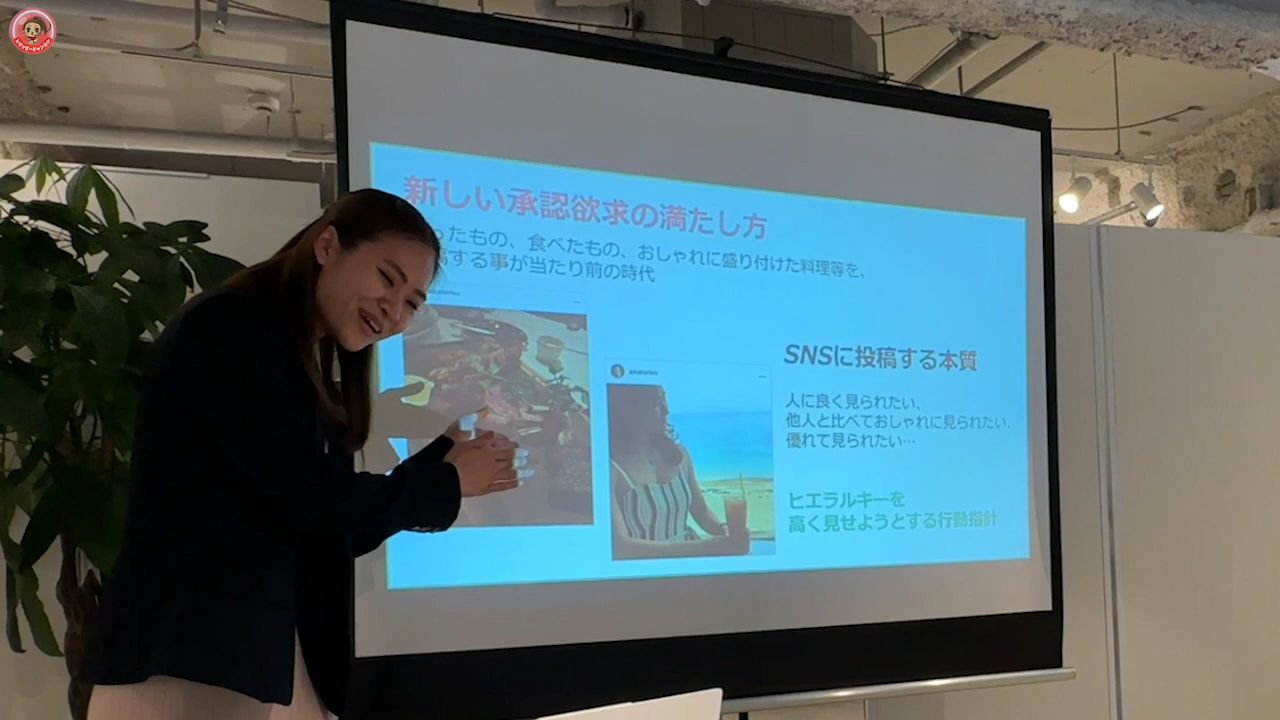 新しい承認欲求の満たし方
ったもの、食べたもの、おしゃれに盛り付けた料理等を、
する事が当たり前の時代
SNSに投稿する本質
人に良く見られたい、
他人と比べておしゃれに見られたい、
優れて見られたい…
ヒエラルキーを
高く見せようとする行動指針